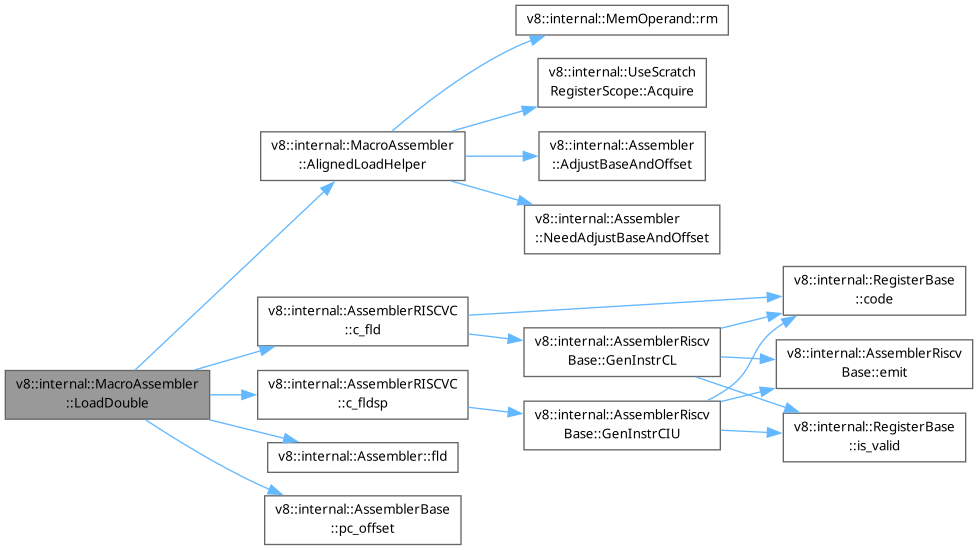 v8::internal::MemOperand::rm
v8::internal::UseScratch
RegisterScope::Acquire
v8::internal::MacroAssembler
::AlignedLoadHelper
v8::internal::Assembler
::AdjustBaseAndOffset
v8::internal::Assembler
::NeedAdjustBaseAndOffset
v8::internal::RegisterBase
::code
v8::internal::AssemblerRISCVC
::c_fld
v8::internal::AssemblerRiscv
Base::GenInstrCL
v8::internal::AssemblerRiscv
Base::emit
v8::internal::MacroAssembler
::LoadDouble
v8::internal::AssemblerRISCVC
::c_fldsp
v8::internal::AssemblerRiscv
Base::GenInstrCIU
v8::internal::RegisterBase
::is_valid
v8::internal::Assembler::fld
v8::internal::AssemblerBase
::pc_offset